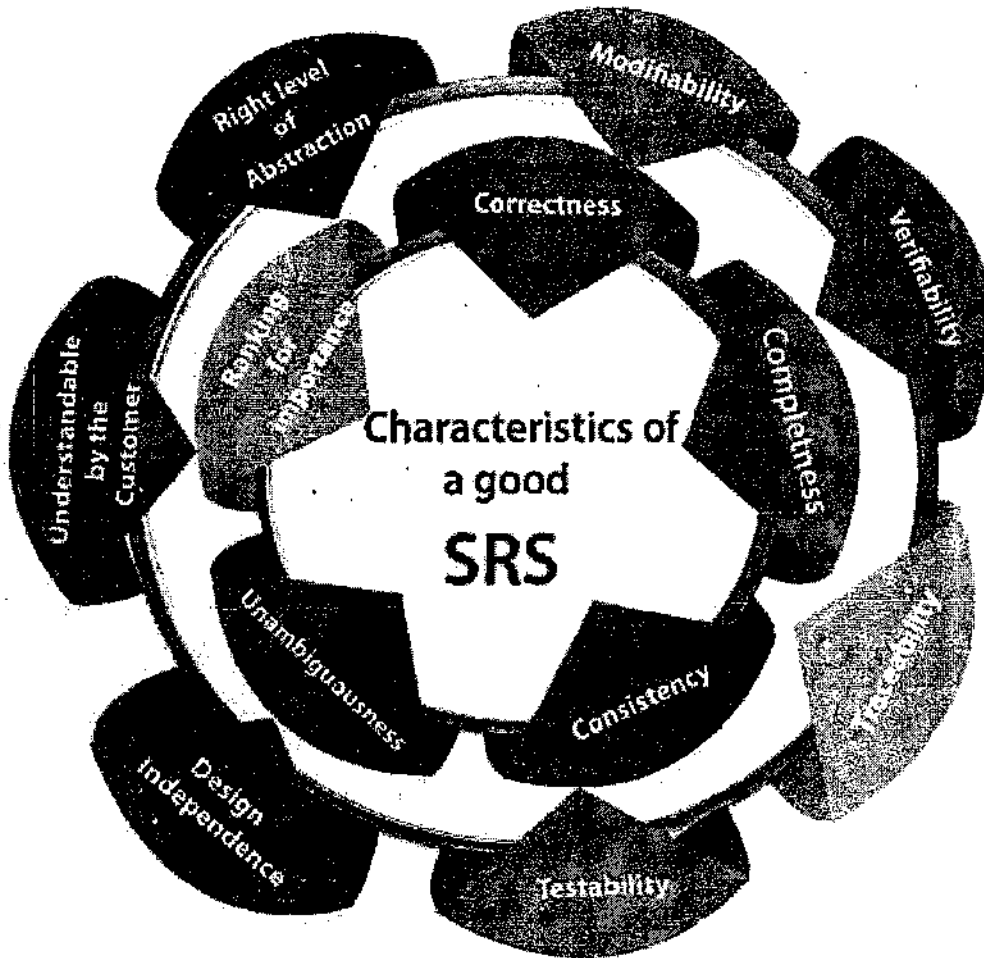 Characteristics of
a good
SRS
Correctness
Completness
Consistency
Unambiguousness
Ranking
for
Importance
Modifiability
Verifiability
Traceability
Testability
Design
Independence
Understandable
by the
Customer
Right level
of
Abstraction